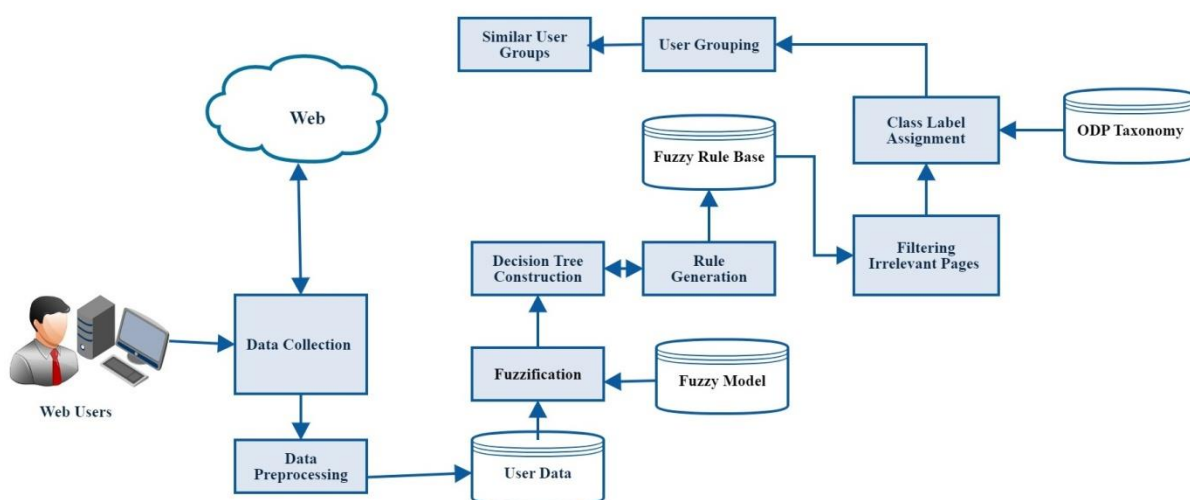 Similar User
Groups
User Grouping
Web
Class Label
Assignment
ODP Taxonomy
Fuzzy Rule Base
Decision Tree
Construction
Rule
Generation
Filtering
Irrelevant Pages
Data Collection
Fuzzification
Fuzzy Model
Web Users
Data
Preprocessing
User Data